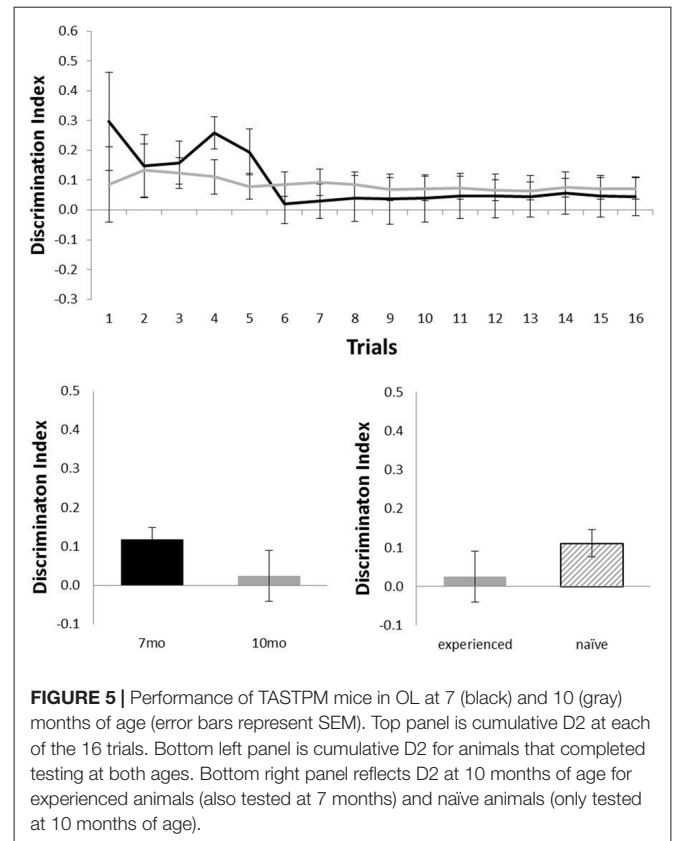 0.6
0.5
0.4
0.3
0.2
0.1
0.0
-0.1
-0.2
-0.3
Discrimination Index
1 2 3 4 5 6 7 8 9 10 11 12 13 14 15 16
Trials
0.5
0.4
0.3
0.2
0.1
0.0
-0.1
Discriminaton Index
7mo 10mo
0.5
0.4
0.3
0.2
0.1
0.0
-0.1
Discrimination Index
experienced naïve
FIGURE 5 | Performance of TASTPM mice in OL at 7 (black) and 10 (gray)
months of age (error bars represent SEM). Top panel is cumulative D2 at each
of the 16 trials. Bottom left panel is cumulative D2 for animals that completed
testing at both ages. Bottom right panel reflects D2 at 10 months of age for
experienced animals (also tested at 7 months) and naïve animals (only tested
at 10 months of age).